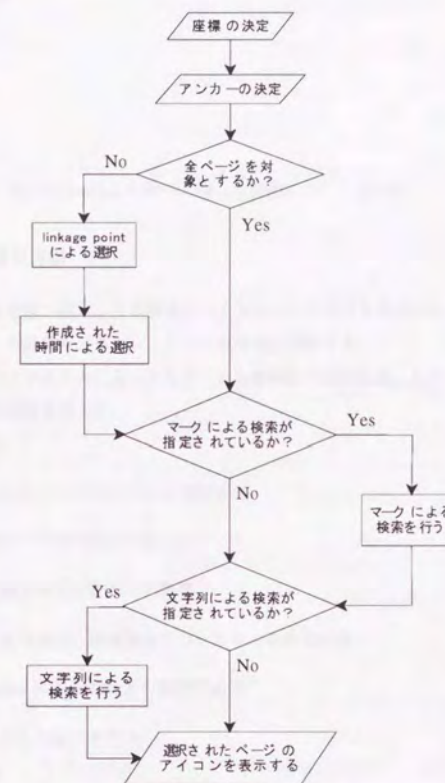 座標の決定
アンカーの決定
全ページを対
象とするか？
No
Yes
linkage point
による選択
作成された
時間による選択
マークによる検索が
指定されているか？
Yes
No
マークによる
検索を行う
文字列による検索が
指定されているか？
Yes
No
文字列による
検索を行う
選択されたページの
アイコンを表示する